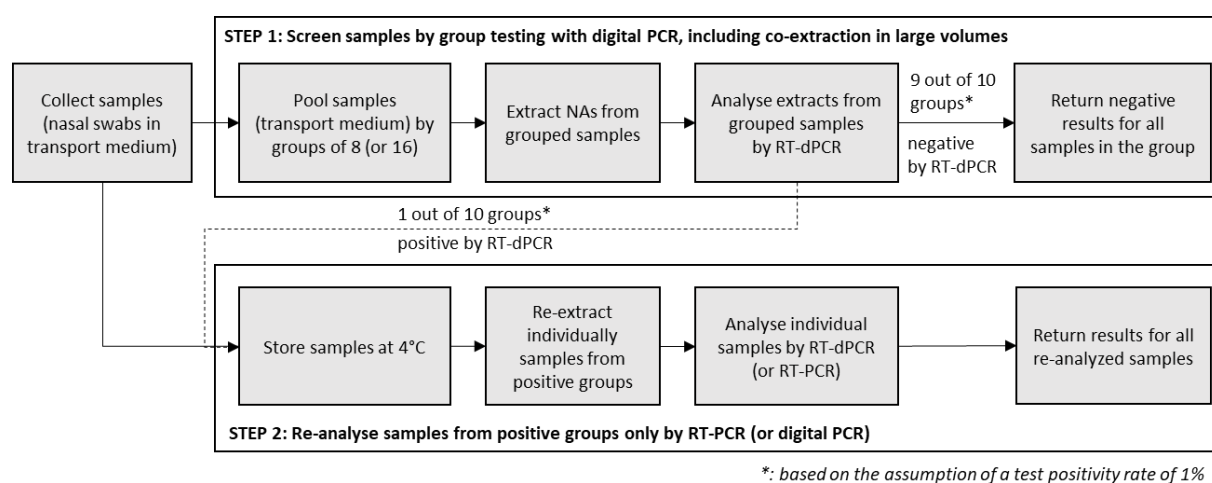 STEP 1: Screen samples by group testing with digital PCR, including co-extraction in large volumes
Collect samples
(nasal swabs in
transport medium)
Pool samples
(transport medium) by
groups of 8 (or 16)
Extract NAs from
grouped samples
Analyse extracts from
grouped samples
by RT-dPCR
9 out of 10
groups*
negative
by RT-dPCR
Return negative
results for all
samples in the group
1 out of 10 groups*
positive by RT-dPCR
Store samples at 4°C
Re-extract
individually
samples from
positive groups
Analyse individual
samples by RT-dPCR
(or RT-PCR)
Return results for all
re-analyzed samples
STEP 2: Re-analyse samples from positive groups only by RT-PCR (or digital PCR)
*: based on the assumption of a test positivity rate of 1%